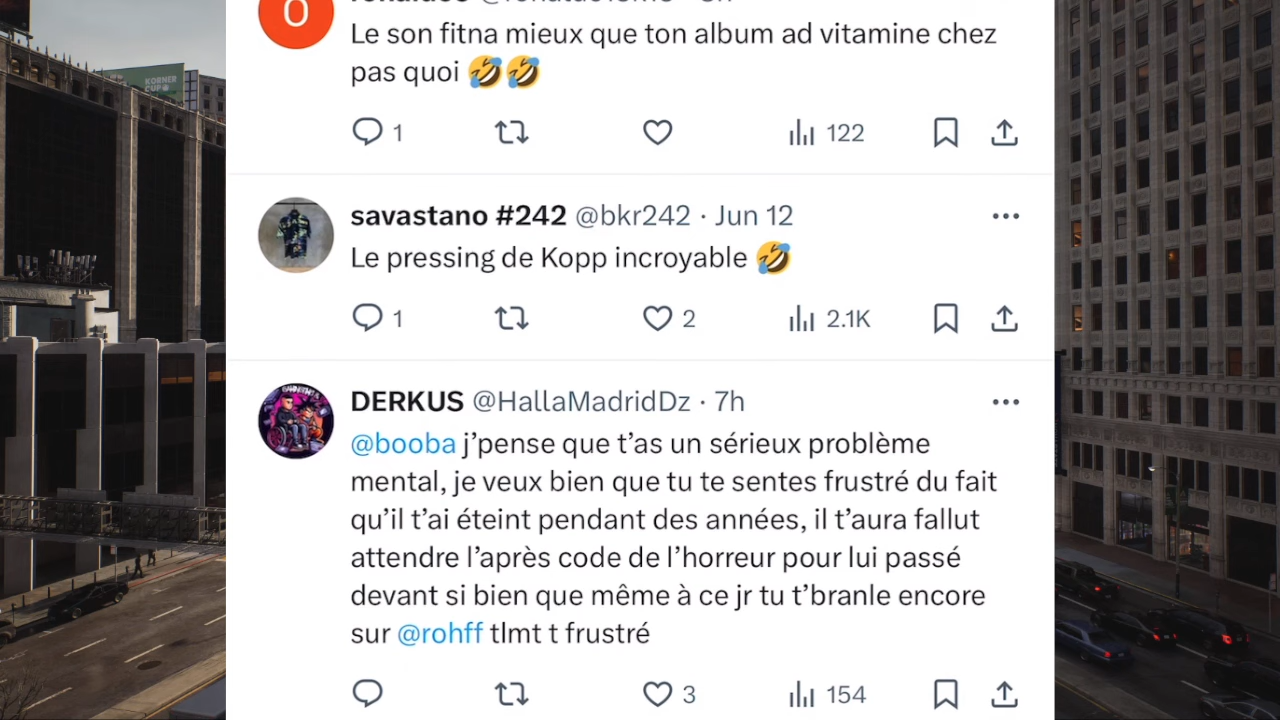 KORNER
CUP
O
Le son fitna mieux que ton album ad vitamine chez
pas quoi 🤣🤣
1
122
savastano #242 @bkr242 · Jun 12
Le pressing de Kopp incroyable 🤣
1
2
2.1K
DERKUS @HallaMadridDz · 7h
@booba j’pense que t’as un sérieux problème
mental, je veux bien que tu te sentes frustré du fait
qu’il t’ai éteint pendant des années, il t’aura fallut
attendre l’après code de l’horreur pour lui passé
devant si bien que même à ce jr tu t’branle encore
sur @rohff tlmt t frustré
3
154